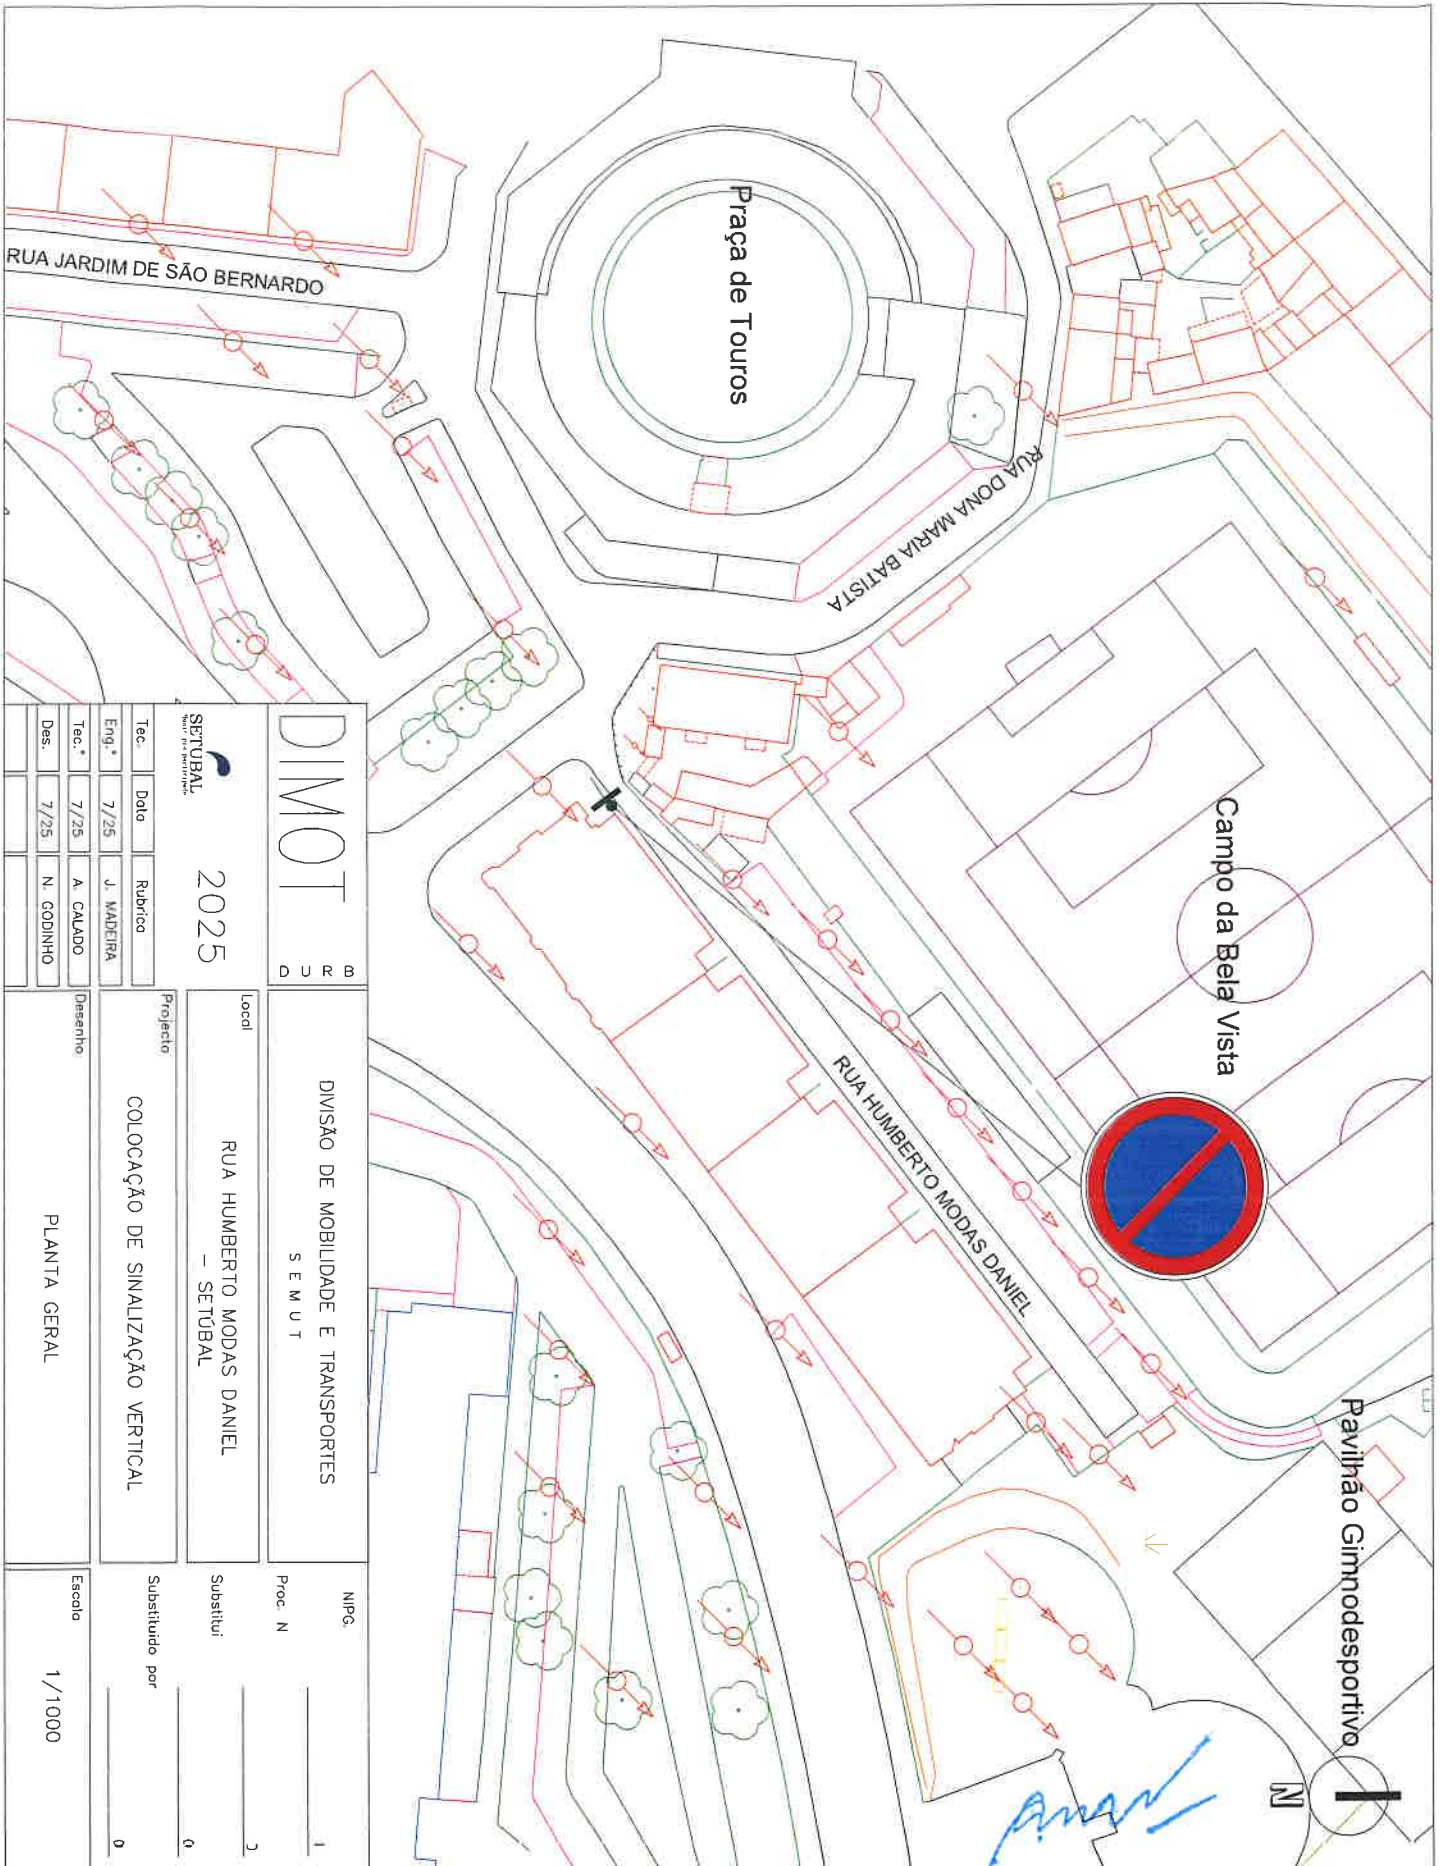 Praça de Touros
RUA JARDIM DE SÃO BERNARDO
RUA DONA MARIA BATISTA
Campo da Bela Vista
RUA HUMBERTO MODAS DANIEL
Pavilhão Gimnodesportivo
N
DIMOT
DURB
DIVISÃO DE MOBILIDADE E TRANSPORTES
SEMUT
NIPG.
Proc. N
SETUBAL
2025
Local
RUA HUMBERTO MODAS DANIEL
– SETÚBAL
Substitui
Projecto
COLOCAÇÃO DE SINALIZAÇÃO VERTICAL
Substituido por
Tec. Data Rubrica
Eng.º 7/25 J. MADEIRA
Tec.º 7/25 A. CALADO
Des. 7/25 N. GODINHO
Desenho
PLANTA GERAL
Escala
1/1000